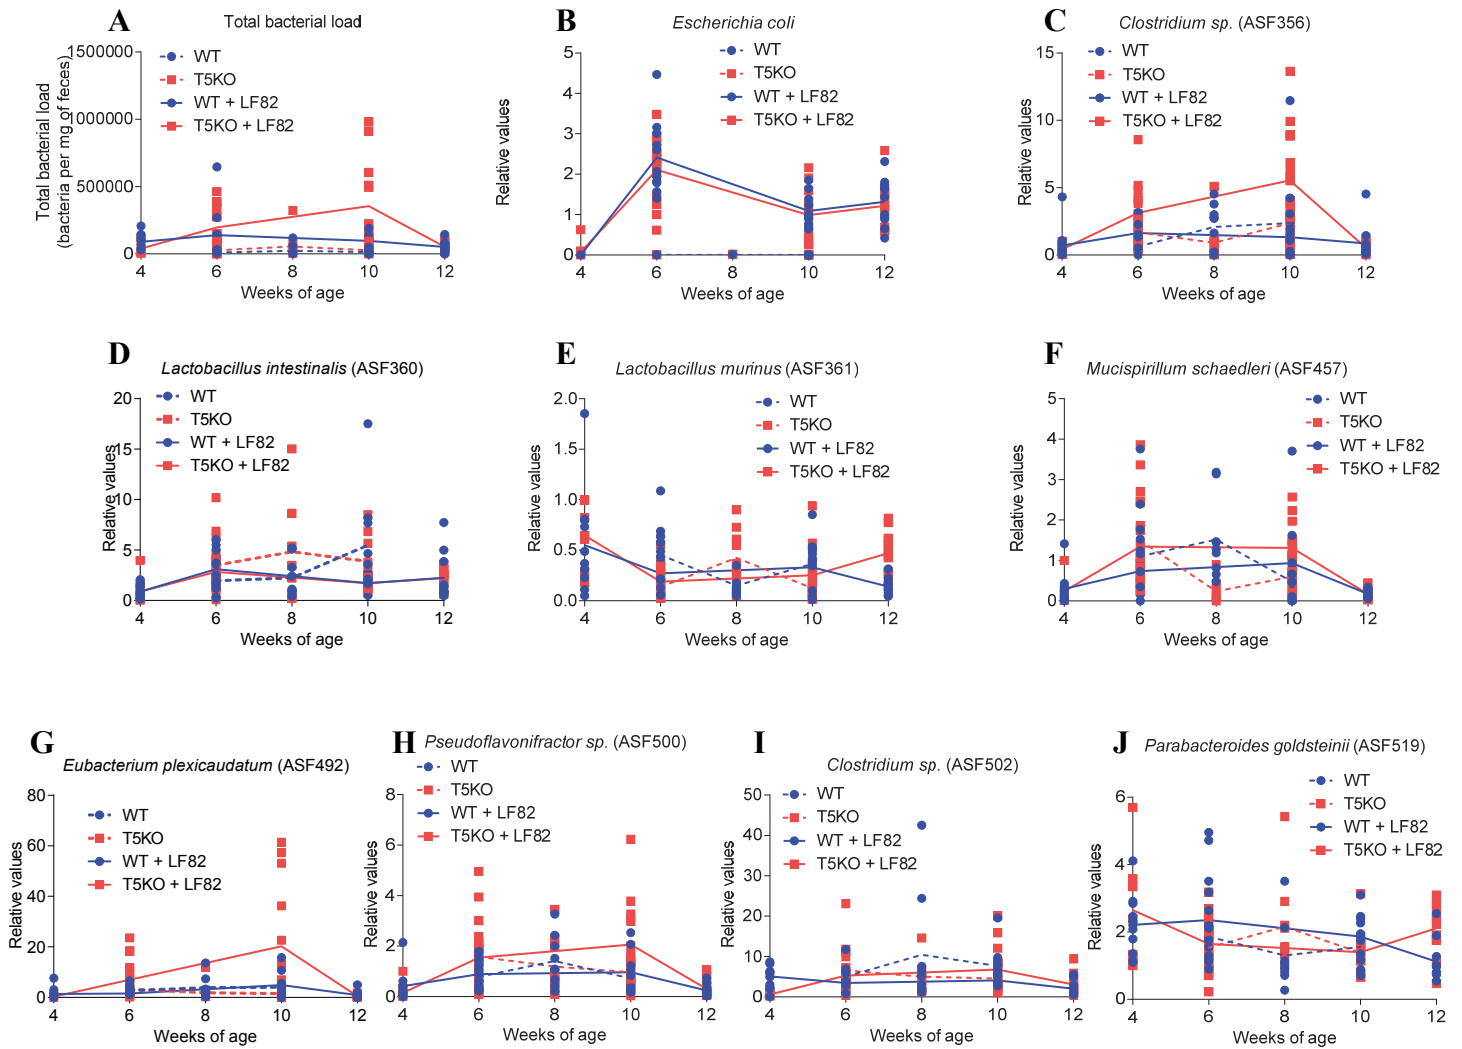 A
Total bacterial load
Total bacterial load
(bacteria per mg of feces)
1500000
1000000
500000
0
WT
T5KO
WT + LF82
T5KO + LF82
4 6 8 10 12
Weeks of age
B
Escherichia coli
Relative values
5
4
3
2
1
0
WT
T5KO
WT + LF82
T5KO + LF82
4 6 8 10 12
Weeks of age
C
Clostridium sp. (ASF356)
Relative values
15
10
5
0
WT
T5KO
WT + LF82
T5KO + LF82
4 6 8 10 12
Weeks of age
D
Lactobacillus intestinalis (ASF360)
Relative values
20
15
10
5
0
WT
T5KO
WT + LF82
T5KO + LF82
4 6 8 10 12
Weeks of age
E
Lactobacillus murinus (ASF361)
Relative values
2.0
1.5
1.0
0.5
0.0
WT
T5KO
WT + LF82
T5KO + LF82
4 6 8 10 12
Weeks of age
F
Mucispirillum schaedleri (ASF457)
Relative values
5
4
3
2
1
0
WT
T5KO
WT + LF82
T5KO + LF82
4 6 8 10 12
Weeks of age
G
Eubacterium plexicaudatum (ASF492)
Relative values
80
60
40
20
0
WT
T5KO
WT + LF82
T5KO + LF82
4 6 8 10 12
Weeks of age
H
Pseudoflavonifractor sp. (ASF500)
Relative values
8
6
4
2
0
WT
T5KO
WT + LF82
T5KO + LF82
4 6 8 10 12
Weeks of age
I
Clostridium sp. (ASF502)
Relative values
50
40
30
20
10
0
WT
T5KO
WT + LF82
T5KO + LF82
4 6 8 10 12
Weeks of age
J
Parabacteroides goldsteinii (ASF519)
Relative values
6
4
2
0
WT
T5KO
WT + LF82
T5KO + LF82
4 6 8 10 12
Weeks of age